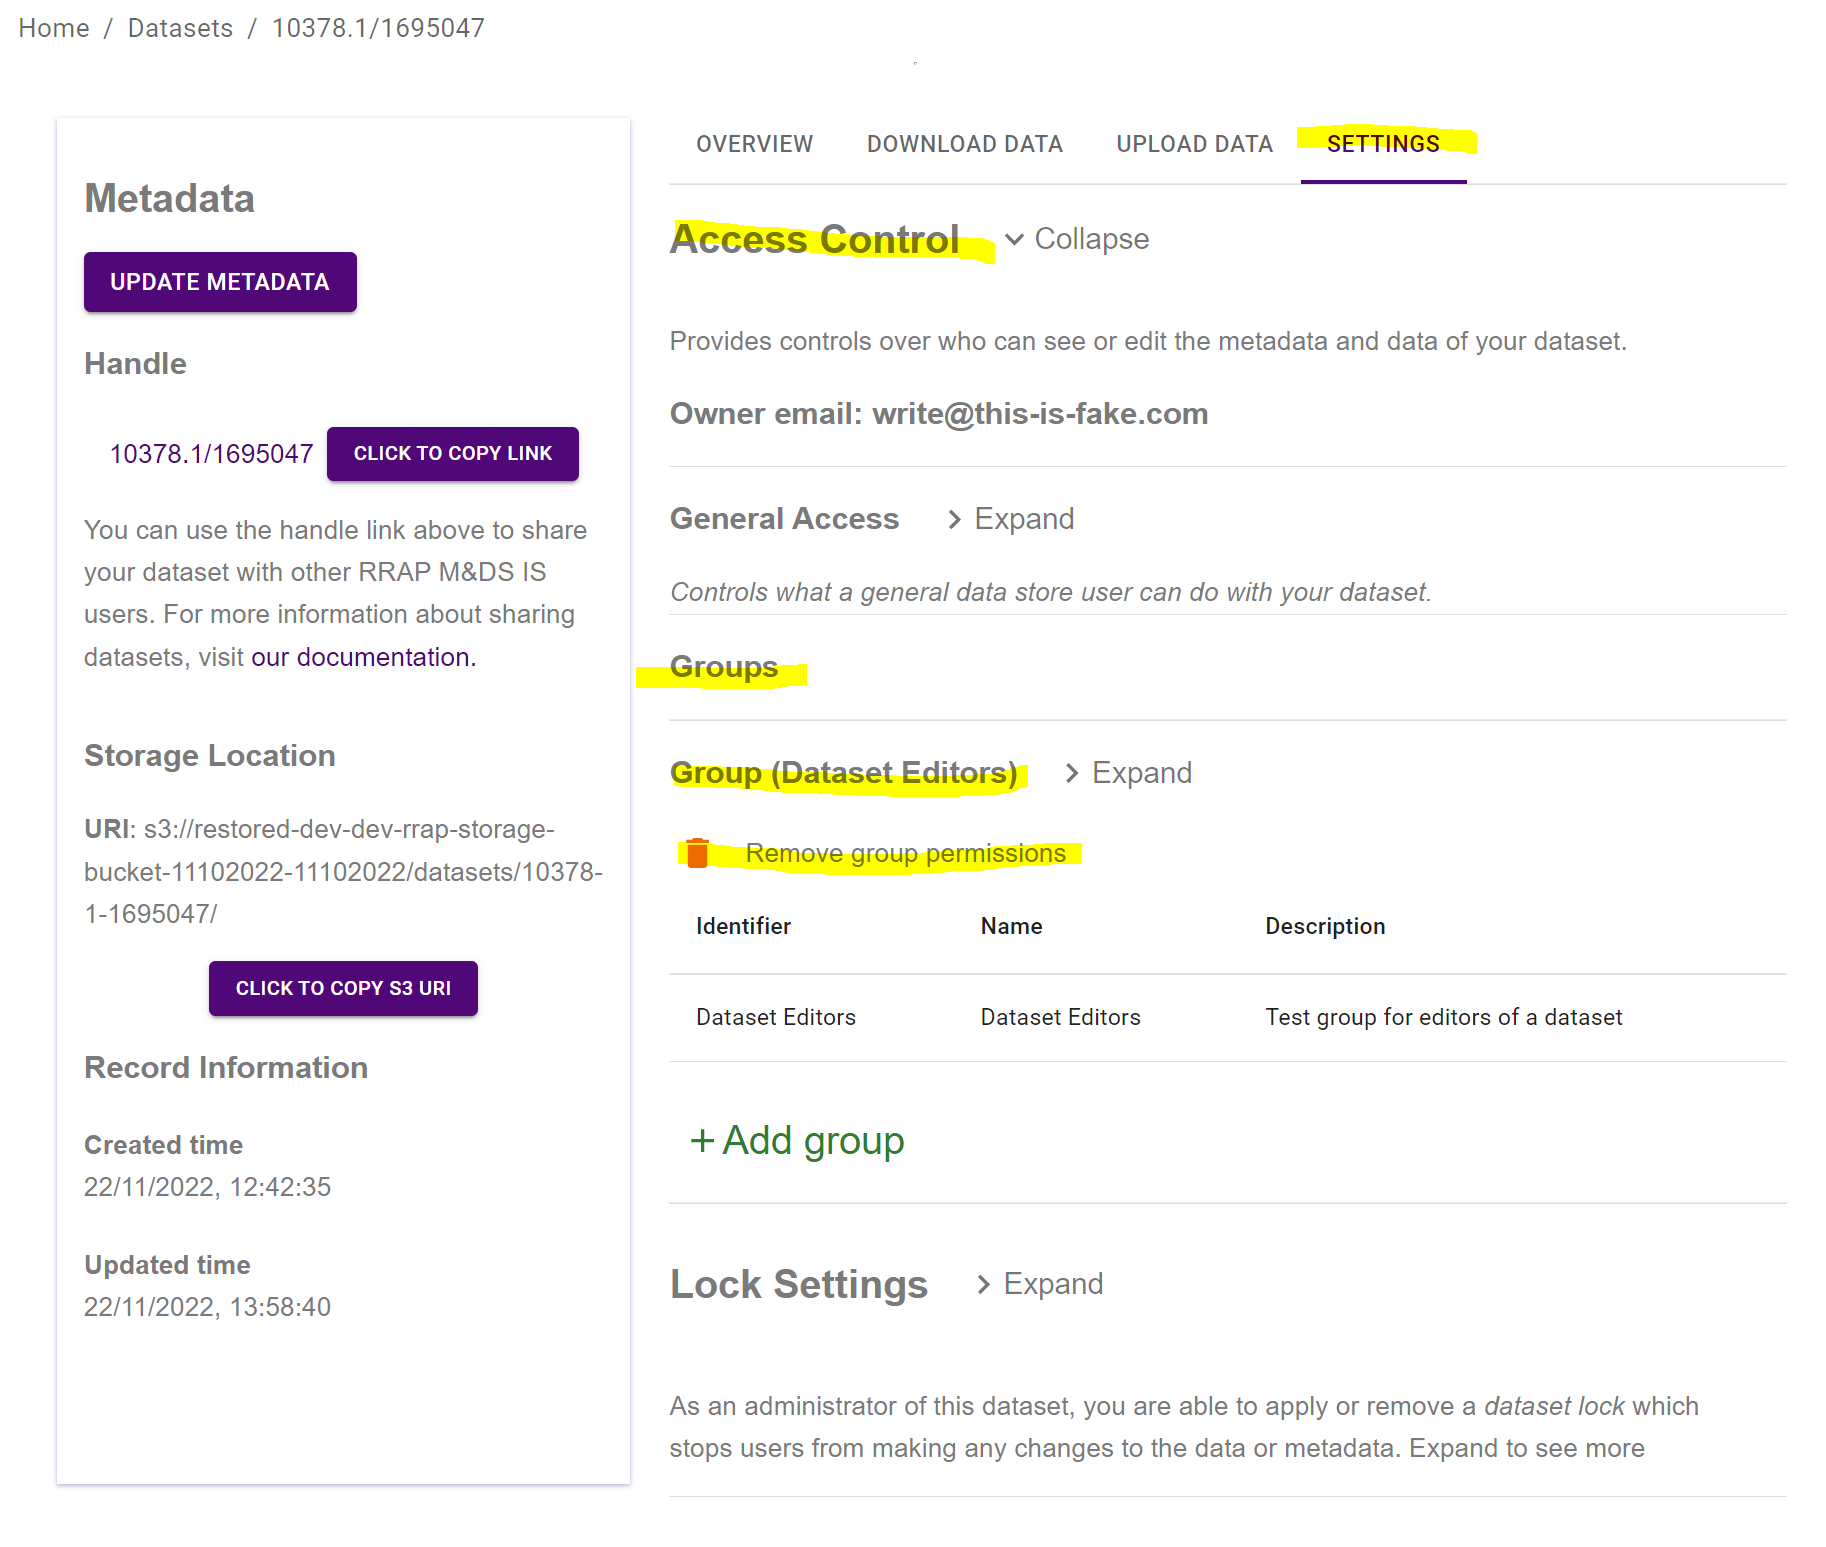 Home / Datasets / 10378.1/1695047
Metadata
UPDATE METADATA
Handle
10378.1/1695047 CLICK TO COPY LINK
You can use the handle link above to share
your dataset with other RRAP M&DS IS
users. For more information about sharing
datasets, visit our documentation.
Storage Location
URI: s3://restored-dev-dev-rrap-storage-
bucket-11102022-11102022/datasets/10378-
1-1695047/
CLICK TO COPY S3 URI
Record Information
Created time
22/11/2022, 12:42:35
Updated time
22/11/2022, 13:58:40
OVERVIEW DOWNLOAD DATA UPLOAD DATA SETTINGS
Access Control Collapse
Provides controls over who can see or edit the metadata and data of your dataset.
Owner email: write@this-is-fake.com
General Access Expand
Controls what a general data store user can do with your dataset.
Groups
Group (Dataset Editors) Expand
Remove group permissions
Identifier Name Description
Dataset Editors Dataset Editors Test group for editors of a dataset
+ Add group
Lock Settings Expand
As an administrator of this dataset, you are able to apply or remove a dataset lock which
stops users from making any changes to the data or metadata. Expand to see more